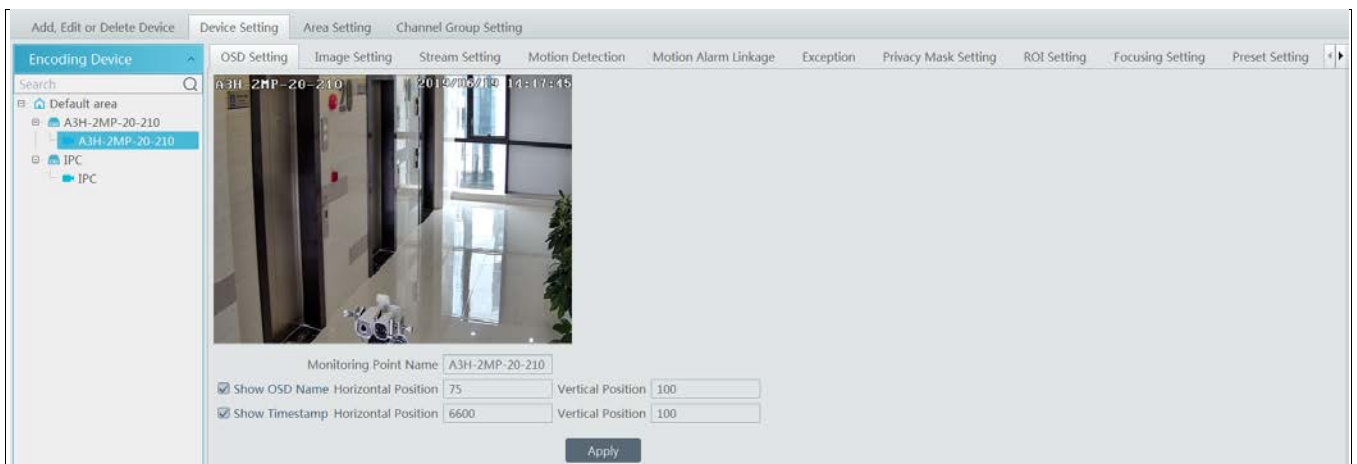 Add, Edit or Delete Device Device Setting Area Setting Channel Group Setting
Encoding Device OSD Setting Image Setting Stream Setting Motion Detection Motion Alarm Linkage Exception Privacy Mask Setting ROI Setting Focusing Setting Preset Setting
Search
Default area
A3H-2MP-20-210
A3H-2MP-20-210
IPC
IPC
A3H-2MP-20-210 14:17:45
Monitoring Point Name A3H-2MP-20-210
Show OSD Name Horizontal Position 75 Vertical Position 100
Show Timestamp Horizontal Position 6600 Vertical Position 100
Apply